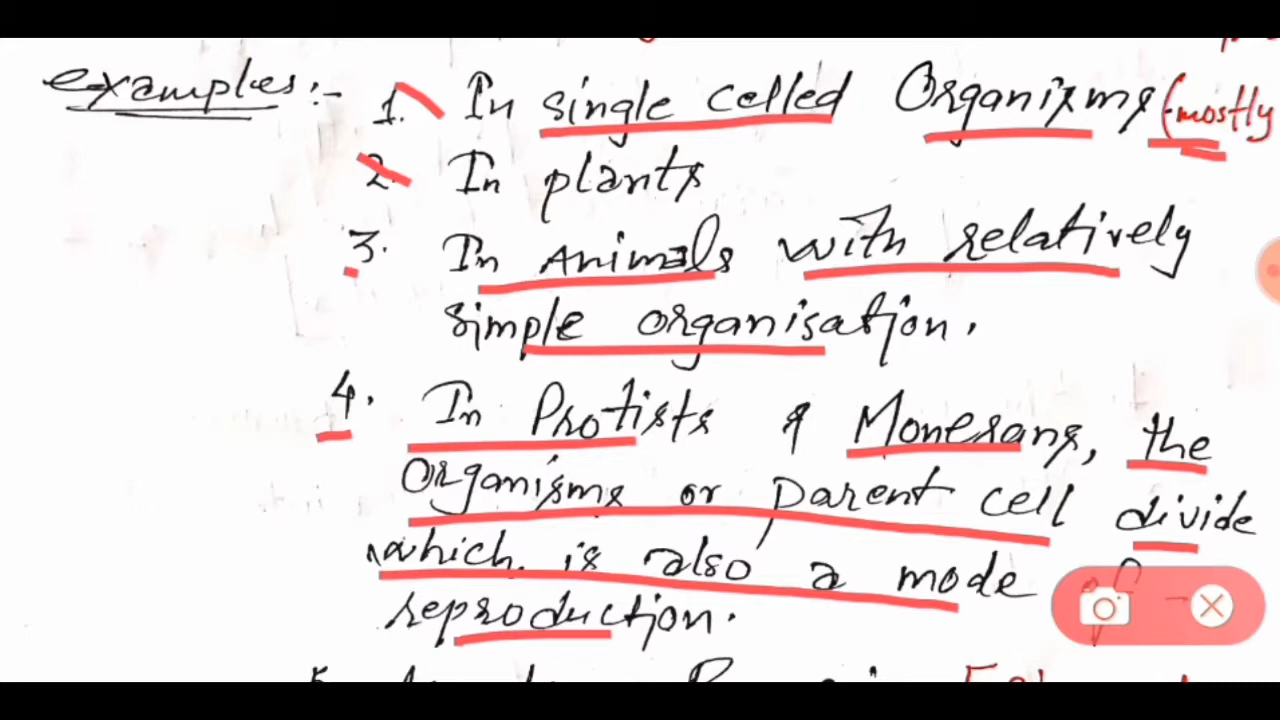 examples:-
1. In single celled Organisms (mostly
2. In plants
3. In Animals with relatively
simple organisation.
4. In Protists & Monerans, the
Organisms or parent cell divide
which is also a mode of
reproduction.